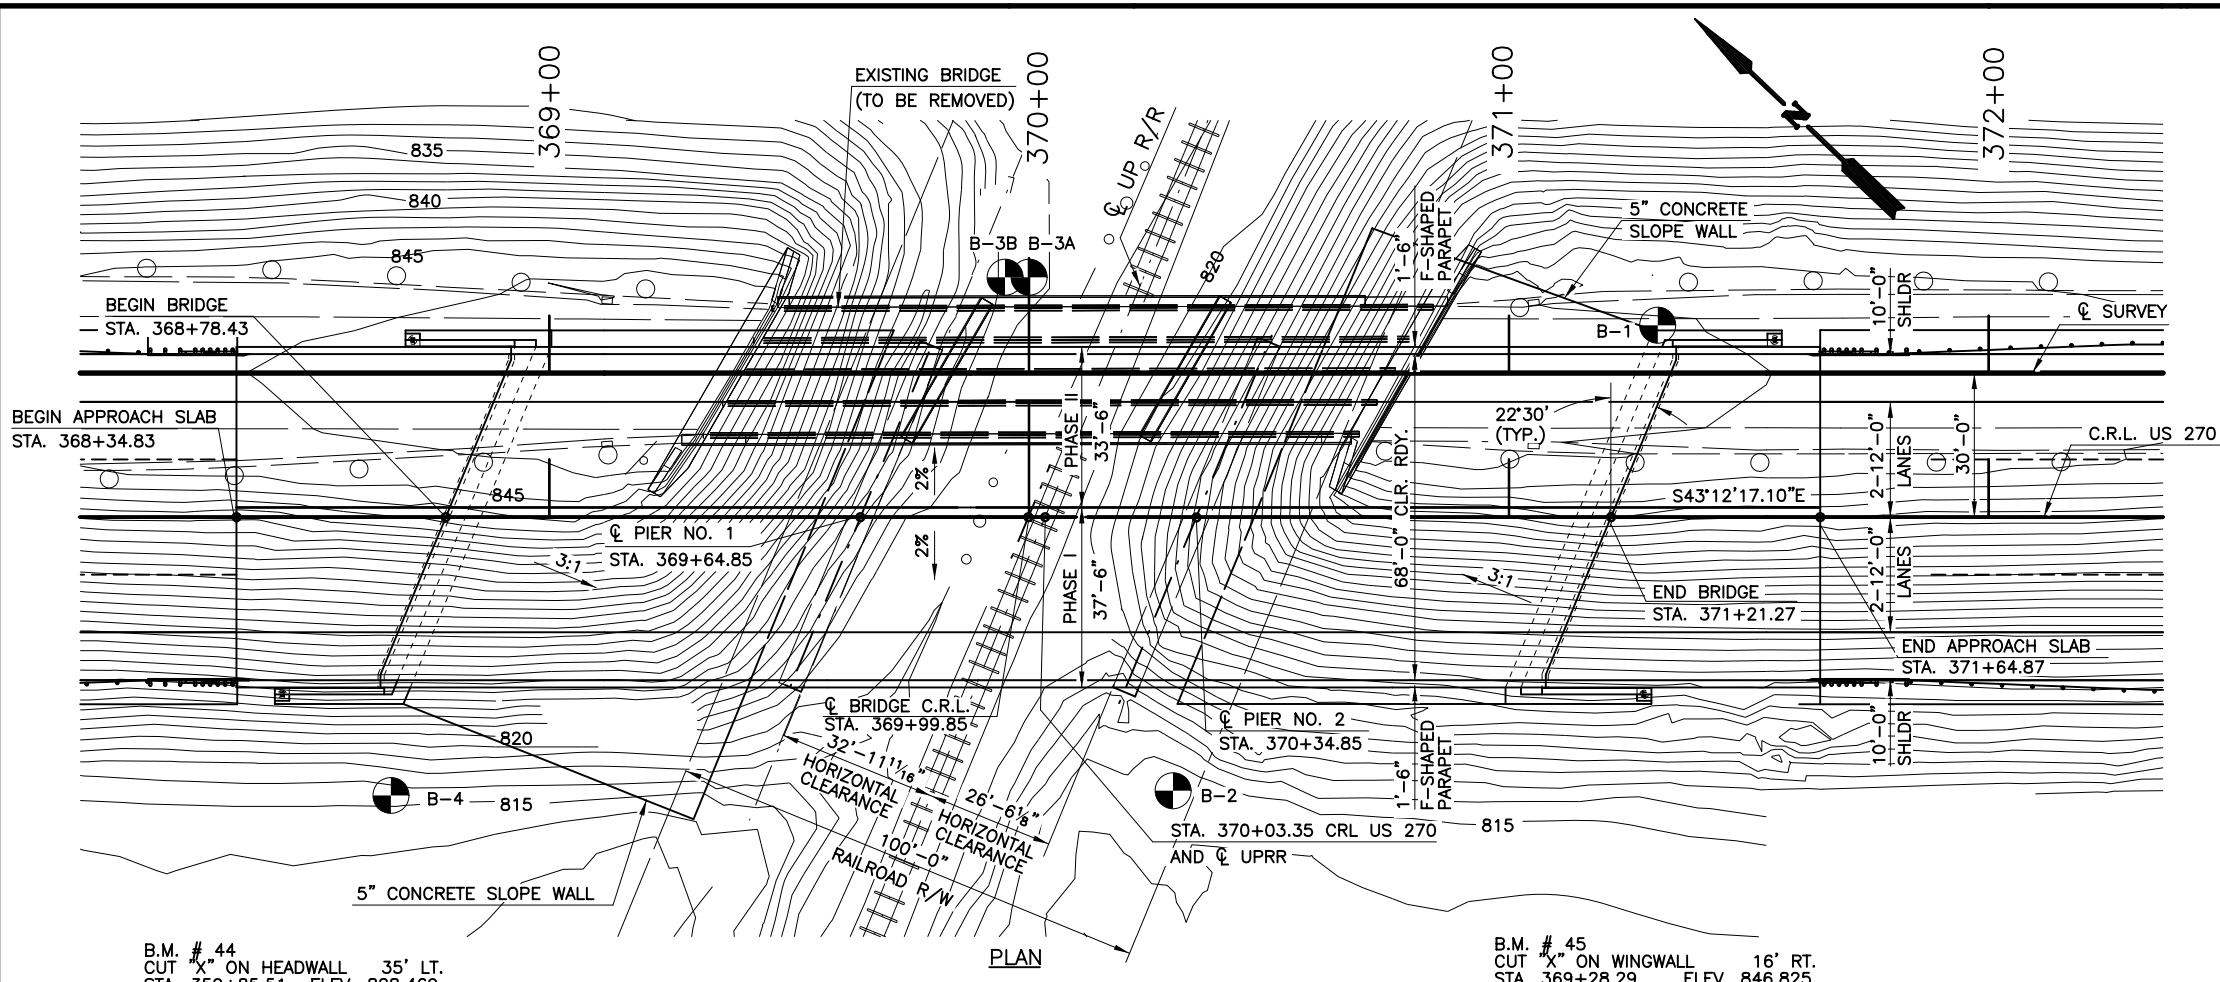 369+00
370+00
371+00
372+00
N
EXISTING BRIDGE
(TO BE REMOVED)
℄ UP R/R
835
840
845
820
B-3B B-3A
1'-6"
F-SHAPED
PARAPET
5" CONCRETE
SLOPE WALL
10'-0"
SHLDR
℄ SURVEY
BEGIN BRIDGE
STA. 368+78.43
B-1
BEGIN APPROACH SLAB
STA. 368+34.83
22°30'
(TYP.)
PHASE II
33'-6"
2-12'-0"
LANES
30'-0"
C.R.L. US 270
S43°12'17.10"E
845
2%
2%
℄ PIER NO. 1
STA. 369+64.85
3:1
68'-0" CLR. RDY.
3:1
PHASE I
37'-6"
2-12'-0"
LANES
END BRIDGE
STA. 371+21.27
END APPROACH SLAB
STA. 371+64.87
℄ BRIDGE C.R.L.
STA. 369+99.85
℄ PIER NO. 2
STA. 370+34.85
820
10'-0"
SHLDR
32'-11 11/16"
HORIZONTAL
CLEARANCE
26'-6 1/8"
HORIZONTAL
CLEARANCE
1'-6"
F-SHAPED
PARAPET
B-4
815
B-2
815
100'-0"
RAILROAD R/W
STA. 370+03.35 CRL US 270
AND ℄ UPRR
5" CONCRETE SLOPE WALL
PLAN
B.M. # 44
CUT "X" ON HEADWALL 35' LT.
B.M. # 45
CUT "X" ON WINGWALL 16' RT.
STA. 369+28.29 ELEV. 846.825